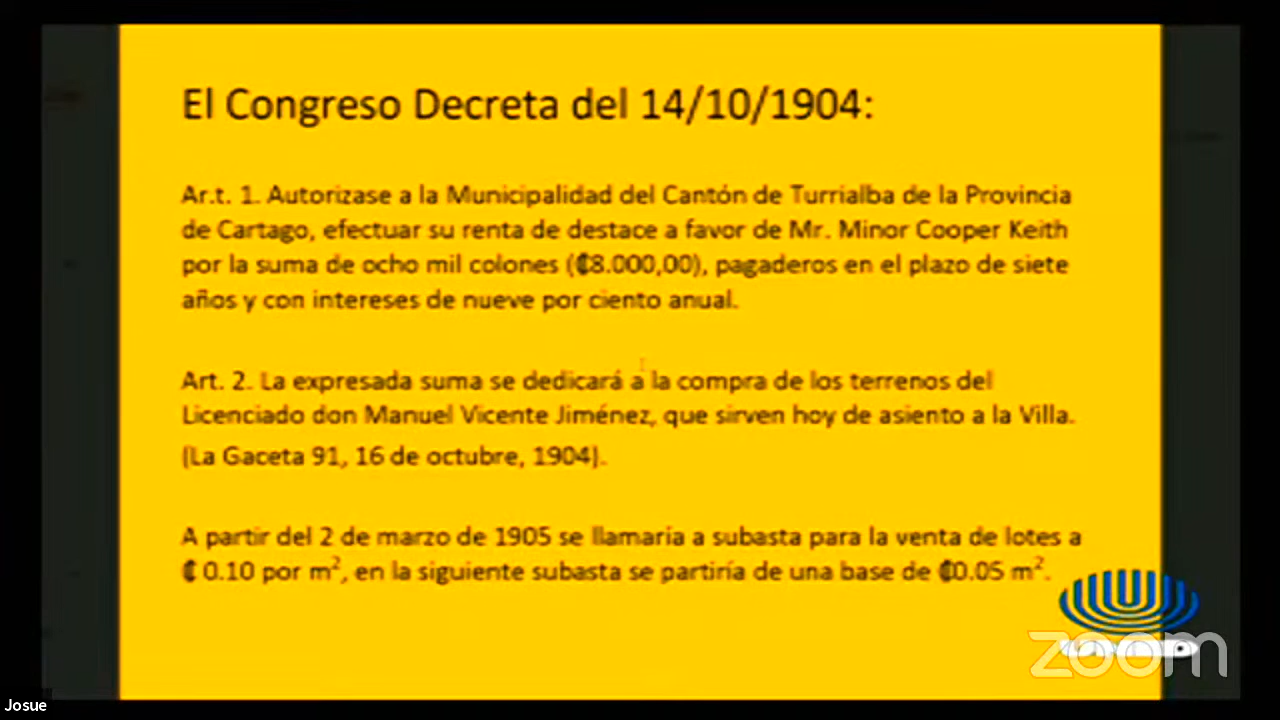 El Congreso Decreta del 14/10/1904:
Ar.t. 1. Autorizase a la Municipalidad del Cantón de Turrialba de la Provincia
de Cartago, efectuar su renta de destace a favor de Mr. Minor Cooper Keith
por la suma de ocho mil colones (₡8.000,00), pagaderos en el plazo de siete
años y con intereses de nueve por ciento anual.
Art. 2. La expresada suma se dedicará a la compra de los terrenos del
Licenciado don Manuel Vicente Jiménez, que sirven hoy de asiento a la Villa.
(La Gaceta 91, 16 de octubre, 1904).
A partir del 2 de marzo de 1905 se llamaría a subasta para la venta de lotes a
₡ 0.10 por m², en la siguiente subasta se partiría de una base de ₡0.05 m².
zoom
Josue